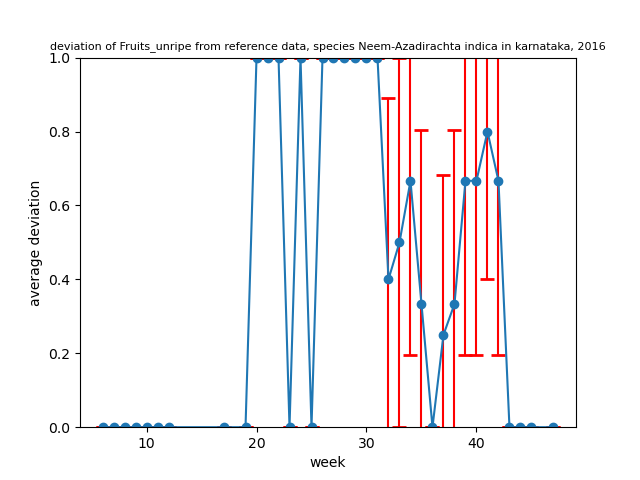 deviation of Fruits_unripe from reference data, species Neem-Azadirachta indica in karnataka, 2016
1.0
0.8
0.6
0.4
0.2
0.0
average deviation
10 20 30 40
week